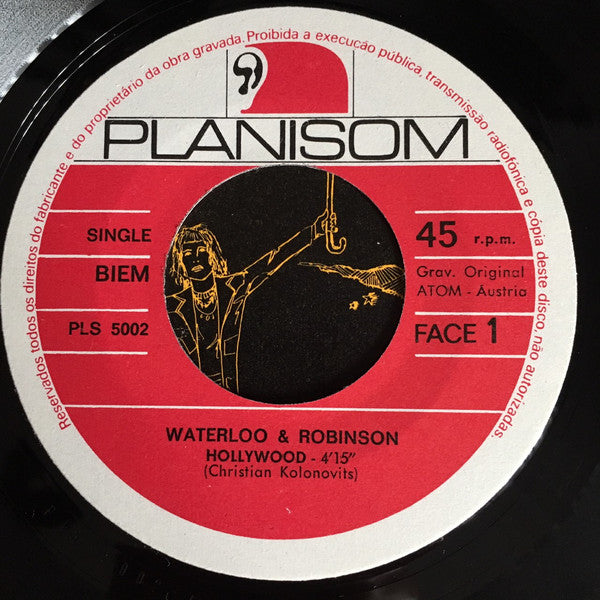 Reservados todos os direitos do fabricante e do proprietário da obra gravada. Proibida a execução pública, transmissão radiofónica e cópia deste disco, não autorizadas.
PLANISOM
SINGLE
BIEM
PLS 5002
45 r.p.m.
Grav. Original
ATOM - Áustria
FACE 1
WATERLOO & ROBINSON
HOLLYWOOD - 4'15"
(Christian Kolonovits)